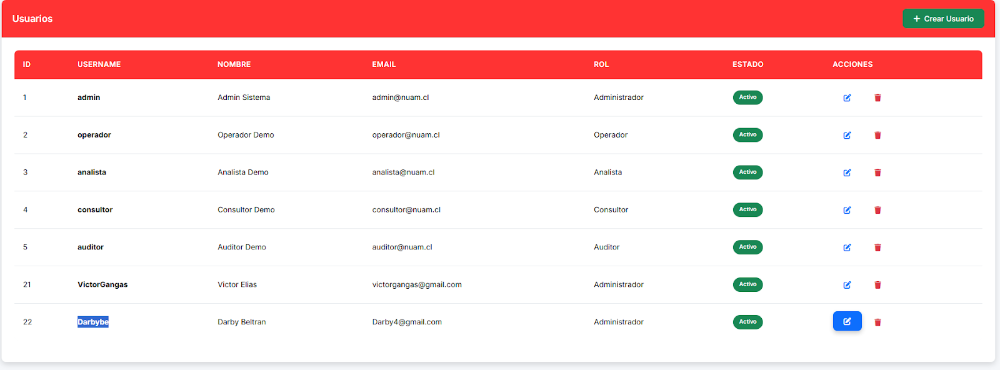 Usuarios
+ Crear Usuario
ID USERNAME NOMBRE EMAIL ROL ESTADO ACCIONES
1 admin Admin Sistema admin@nuam.cl Administrador Activo
2 operador Operador Demo operador@nuam.cl Operador Activo
3 analista Analista Demo analista@nuam.cl Analista Activo
4 consultor Consultor Demo consultor@nuam.cl Consultor Activo
5 auditor Auditor Demo auditor@nuam.cl Auditor Activo
21 VictorGangas Victor Elias victorgangas@gmail.com Administrador Activo
22 Darbybe Darby Beltran Darby4@gmail.com Administrador Activo